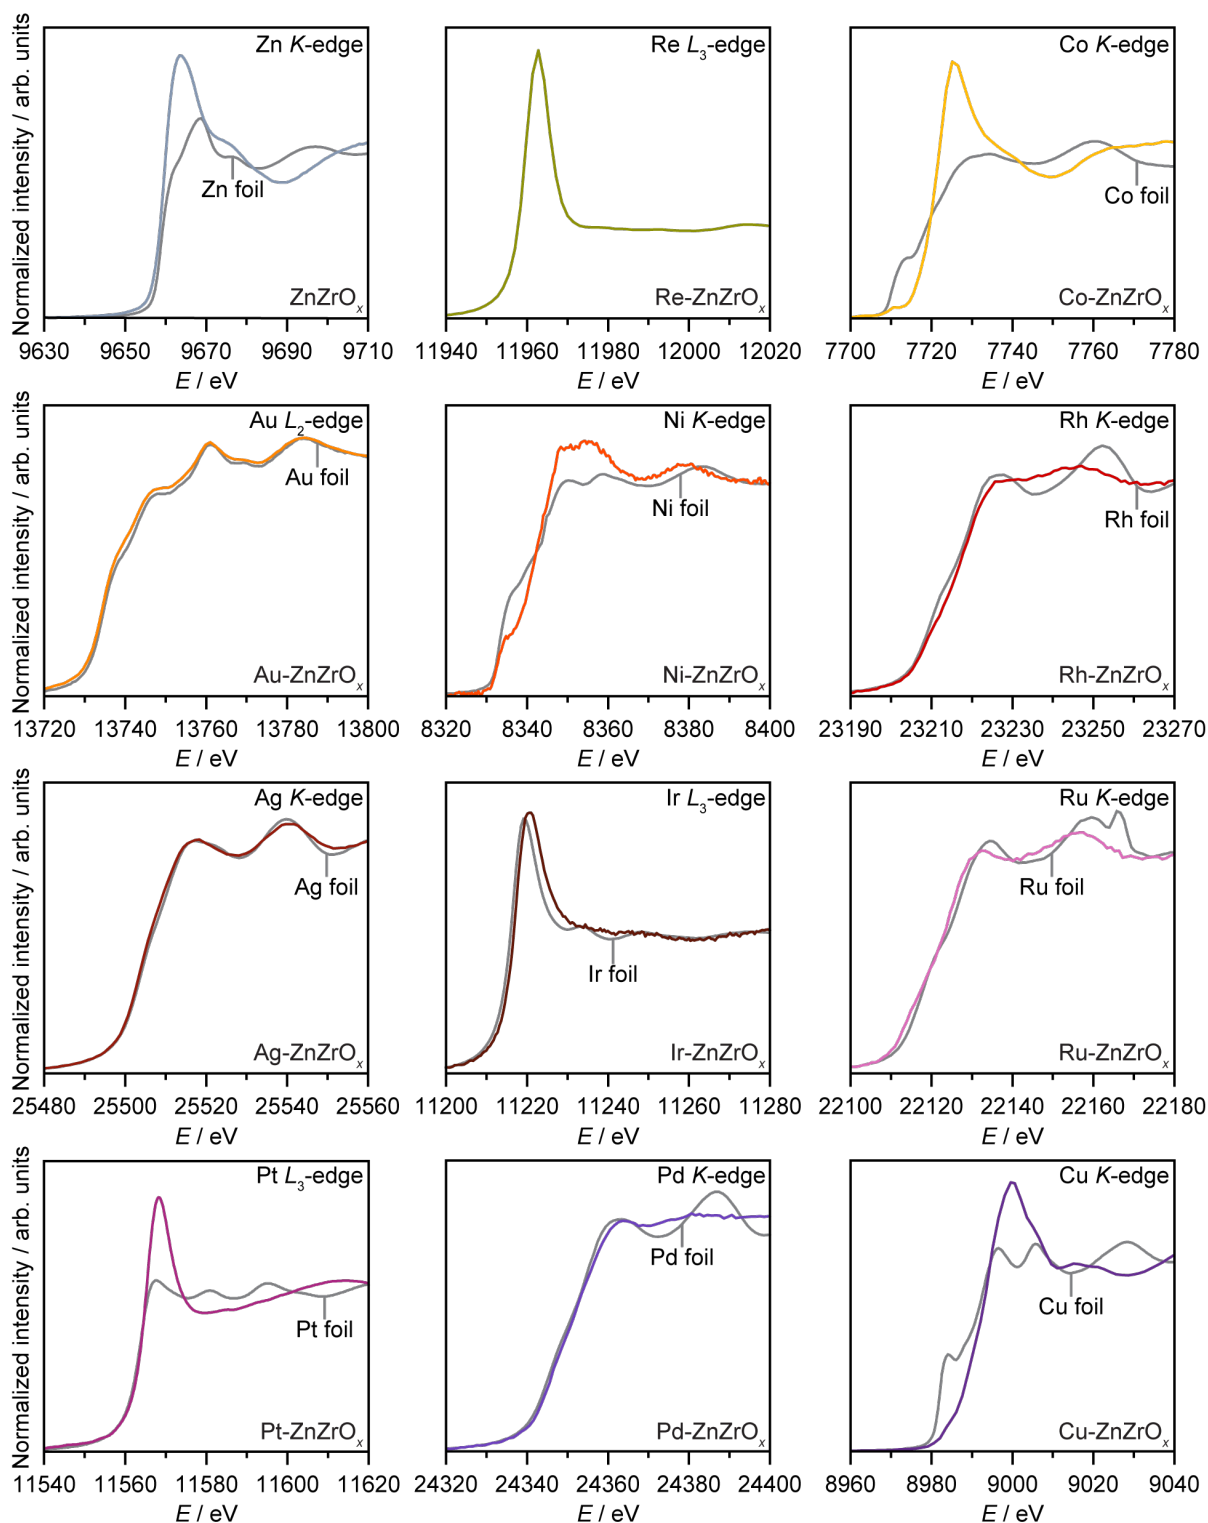 Normalized intensity / arb. units
Zn K-edge
Zn foil
ZnZrOₓ
9630 9650 9670 9690 9710
E / eV
Re L₃-edge
Re-ZnZrOₓ
11940 11960 11980 12000 12020
E / eV
Co K-edge
Co foil
Co-ZnZrOₓ
7700 7720 7740 7760 7780
E / eV
Normalized intensity / arb. units
Au L₂-edge
Au foil
Au-ZnZrOₓ
13720 13740 13760 13780 13800
E / eV
Ni K-edge
Ni foil
Ni-ZnZrOₓ
8320 8340 8360 8380 8400
E / eV
Rh K-edge
Rh foil
Rh-ZnZrOₓ
23190 23210 23230 23250 23270
E / eV
Normalized intensity / arb. units
Ag K-edge
Ag foil
Ag-ZnZrOₓ
25480 25500 25520 25540 25560
E / eV
Ir L₃-edge
Ir foil
Ir-ZnZrOₓ
11200 11220 11240 11260 11280
E / eV
Ru K-edge
Ru foil
Ru-ZnZrOₓ
22100 22120 22140 22160 22180
E / eV
Normalized intensity / arb. units
Pt L₃-edge
Pt foil
Pt-ZnZrOₓ
11540 11560 11580 11600 11620
E / eV
Pd K-edge
Pd foil
Pd-ZnZrOₓ
24320 24340 24360 24380 24400
E / eV
Cu K-edge
Cu foil
Cu-ZnZrOₓ
8960 8980 9000 9020 9040
E / eV